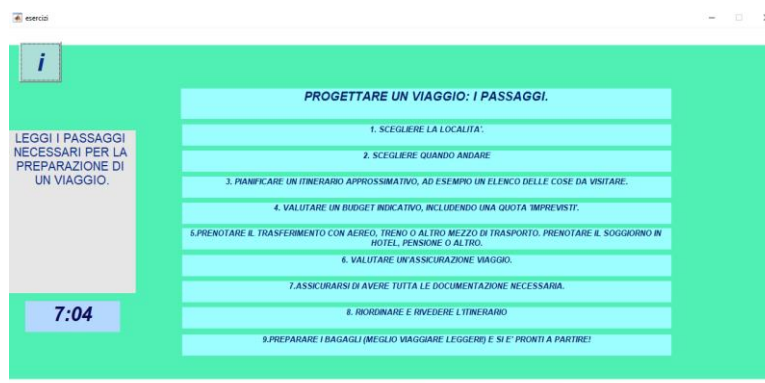 esercizi
i
PROGETTARE UN VIAGGIO: I PASSAGGI.
LEGGI I PASSAGGI
NECESSARI PER LA
PREPARAZIONE DI
UN VIAGGIO.
1. SCEGLIERE LA LOCALITA'.
2. SCEGLIERE QUANDO ANDARE
3. PIANIFICARE UN ITINERARIO APPROSSIMATIVO, AD ESEMPIO UN ELENCO DELLE COSE DA VISITARE.
4. VALUTARE UN BUDGET INDICATIVO, INCLUDENDO UNA QUOTA 'IMPREVISTI'.
5.PRENOTARE IL TRASFERIMENTO CON AEREO, TRENO O ALTRO MEZZO DI TRASPORTO. PRENOTARE IL SOGGIORNO IN
HOTEL, PENSIONE O ALTRO.
6. VALUTARE UN'ASSICURAZIONE VIAGGIO.
7.ASSICURARSI DI AVERE TUTTA LE DOCUMENTAZIONE NECESSARIA.
8. RIORDINARE E RIVEDERE L'ITINERARIO
9.PREPARARE I BAGAGLI (MEGLIO VIAGGIARE LEGGERI!) E SI E' PRONTI A PARTIRE!
7:04